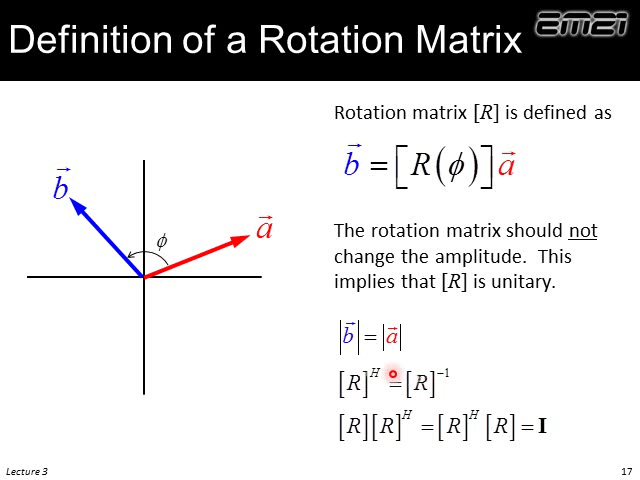 Definition of a Rotation Matrix
EM21
Rotation matrix [R] is defined as
b⃗ = [R(ϕ)]a⃗
b⃗
a⃗
ϕ
The rotation matrix should not
change the amplitude. This
implies that [R] is unitary.
|b⃗| = |a⃗|
[R]ᴴ = [R]⁻¹
[R][R]ᴴ = [R]ᴴ[R] = I
Lecture 3
17